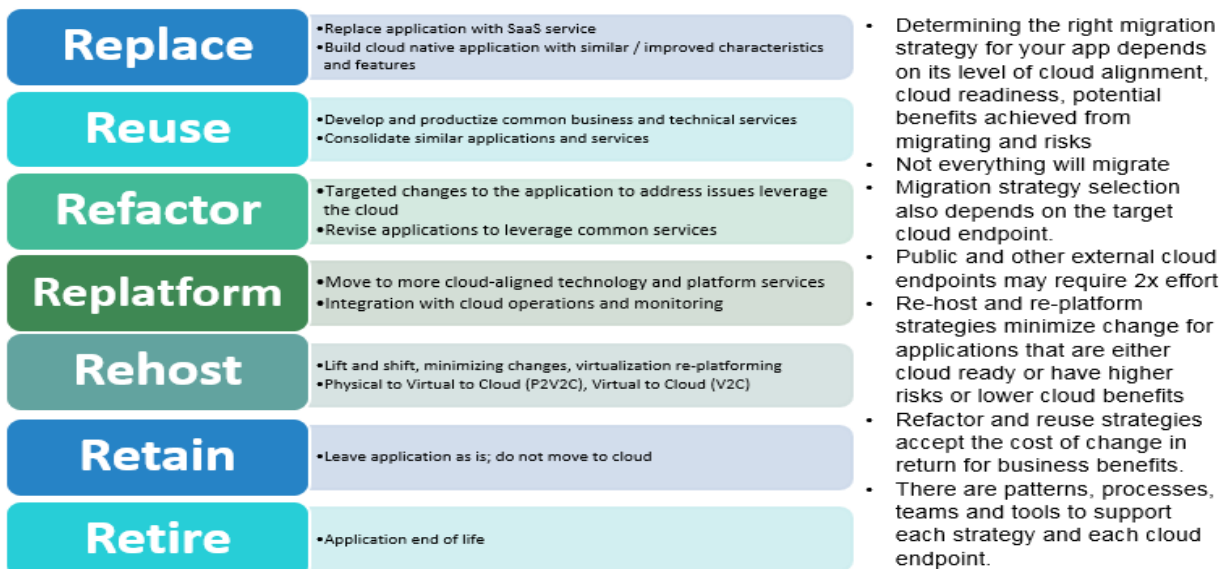 Replace
•Replace application with SaaS service
•Build cloud native application with similar / improved characteristics
and features
Reuse
•Develop and productize common business and technical services
•Consolidate similar applications and services
Refactor
•Targeted changes to the application to address issues leverage
the cloud
•Revise applications to leverage common services
Replatform
•Move to more cloud-aligned technology and platform services
•Integration with cloud operations and monitoring
Rehost
•Lift and shift, minimizing changes, virtualization re-platforming
•Physical to Virtual to Cloud (P2V2C), Virtual to Cloud (V2C)
Retain
•Leave application as is; do not move to cloud
Retire
•Application end of life
• Determining the right migration
strategy for your app depends
on its level of cloud alignment,
cloud readiness, potential
benefits achieved from
migrating and risks
• Not everything will migrate
• Migration strategy selection
also depends on the target
cloud endpoint.
• Public and other external cloud
endpoints may require 2x effort
• Re-host and re-platform
strategies minimize change for
applications that are either
cloud ready or have higher
risks or lower cloud benefits
• Refactor and reuse strategies
accept the cost of change in
return for business benefits.
• There are patterns, processes,
teams and tools to support
each strategy and each cloud
endpoint.